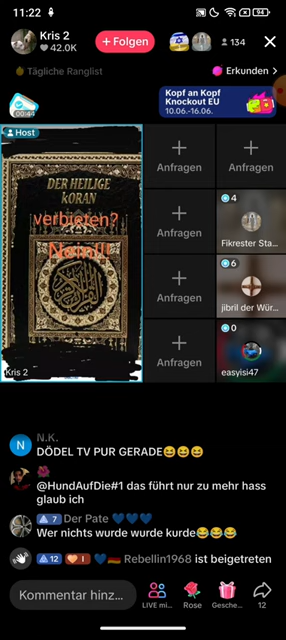 11:22
94
Kris 2
42.0K
+ Folgen
134
Tägliche Rangliste
Erkunden >
00:44
Kopf an Kopf
Knockout EU
10.06.-16.06.
Host
DER HEILIGE
KORAN
verbieten?
Nein!!!
Kris 2
Anfragen
Anfragen
Anfragen
Anfragen
Anfragen
4
Fikrester Sta...
6
jibril der Wür...
0
easyisi47
N
N.K.
DÖDEL TV PUR GERADE😆😆😆
🌺
@HundAufDie#1 das führt nur zu mehr hass
glaub ich
7 Der Pate 💙💙💙
Wer nichts wurde wurde kurde😂😂😂
12 1 💙🇩🇪 Rebellin1968 ist beigetreten
Kommentar hinz...
LIVE mi...
Rose
Gesche...
12